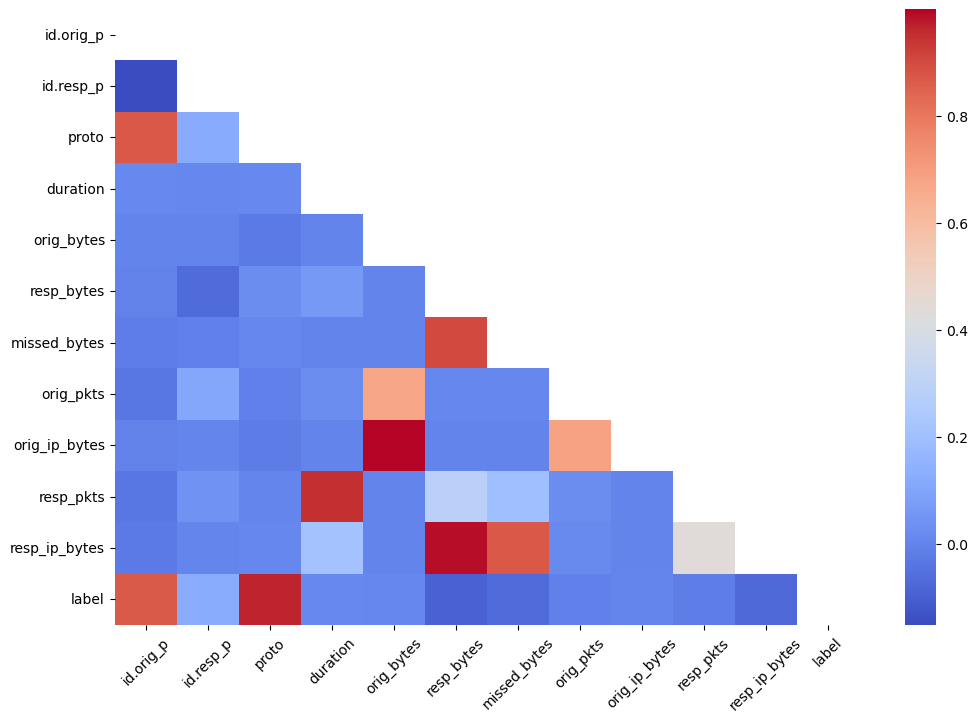 id.orig_p
id.resp_p
proto
duration
orig_bytes
resp_bytes
missed_bytes
orig_pkts
orig_ip_bytes
resp_pkts
resp_ip_bytes
label
id.orig_p
id.resp_p
proto
duration
orig_bytes
resp_bytes
missed_bytes
orig_pkts
orig_ip_bytes
resp_pkts
resp_ip_bytes
label
0.8
0.6
0.4
0.2
0.0